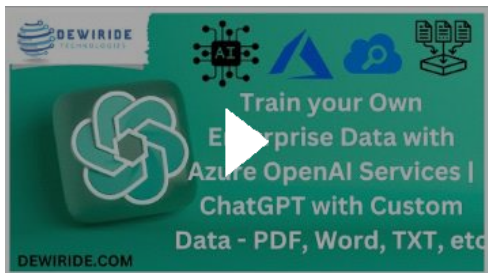 DEWIRIDE
TECHNOLOGIES
AI
Train your Own
Enterprise Data with
Azure OpenAI Services |
ChatGPT with Custom
Data - PDF, Word, TXT, etc
DEWIRIDE.COM